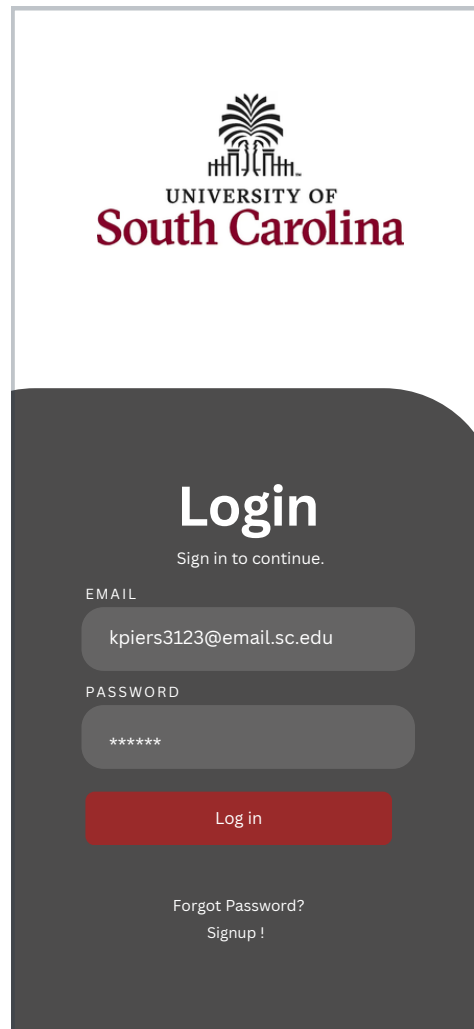 UNIVERSITY OF
South Carolina
Login
Sign in to continue.
EMAIL
kpiers3123@email.sc.edu
PASSWORD
******
Log in
Forgot Password?
Signup !